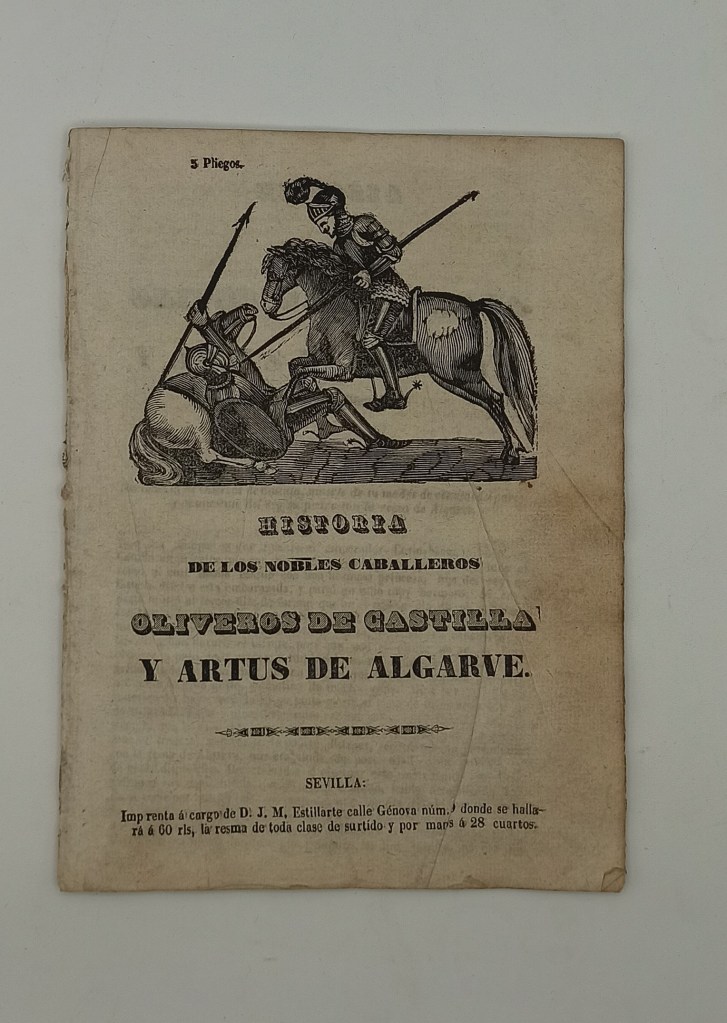 3 Pliegos.
HISTORIA
DE LOS NOBLES CABALLEROS
OLIVEROS DE CASTILLA
Y ARTUS DE ALGARVE.
SEVILLA:
Imprenta á cargo de D. J. M. Estillarte calle Génova núm. donde se halla-
rá á 60 rls, la resma de toda clase de surtido y por manos á 28 cuartos.